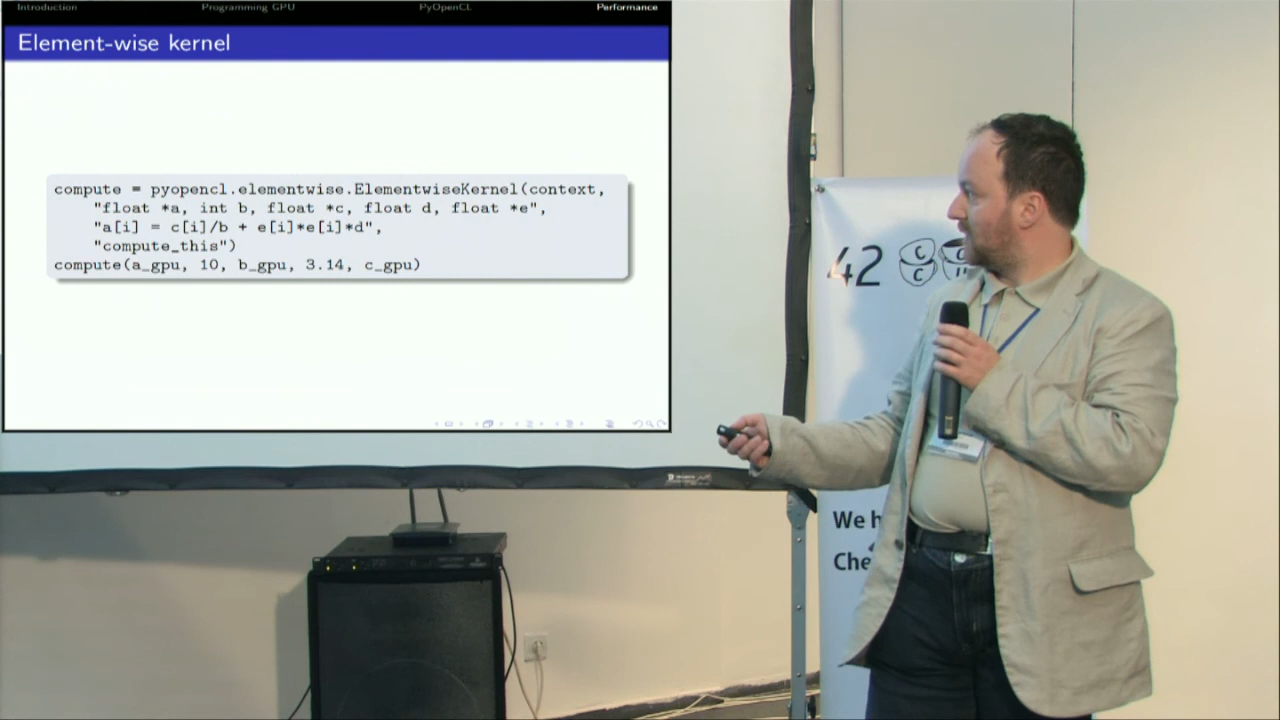 Introduction Programming GPU PyOpenCL Performance
Element-wise kernel
compute = pyopencl.elementwise.ElementwiseKernel(context,
"float *a, int b, float *c, float d, float *e",
"a[i] = c[i]/b + e[i]*e[i]*d",
"compute_this")
compute(a_gpu, 10, b_gpu, 3.14, c_gpu)
42
C
C
We h
Che